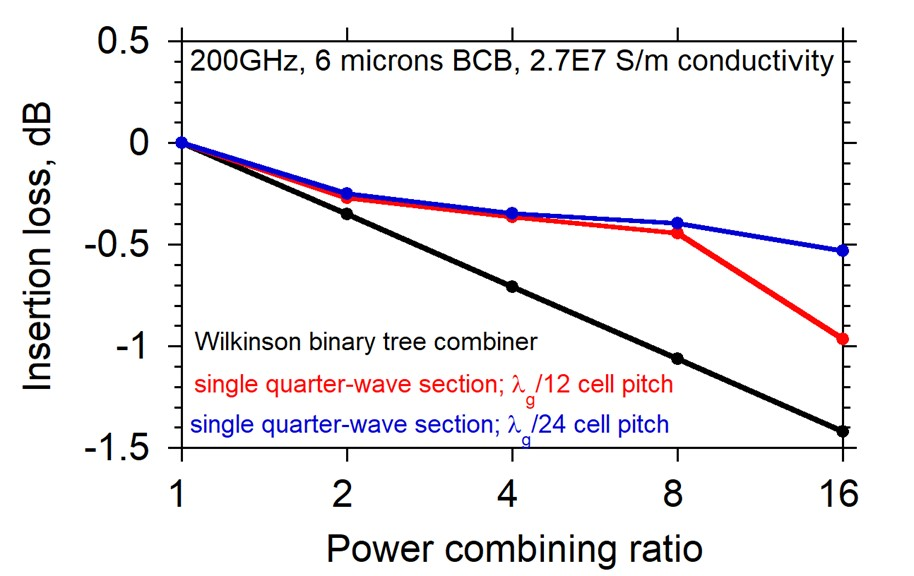 0.5
200GHz, 6 microns BCB, 2.7E7 S/m conductivity
0
-0.5
-1
-1.5
Insertion loss, dB
Wilkinson binary tree combiner
single quarter-wave section; λg/12 cell pitch
single quarter-wave section; λg/24 cell pitch
1 2 4 8 16
Power combining ratio